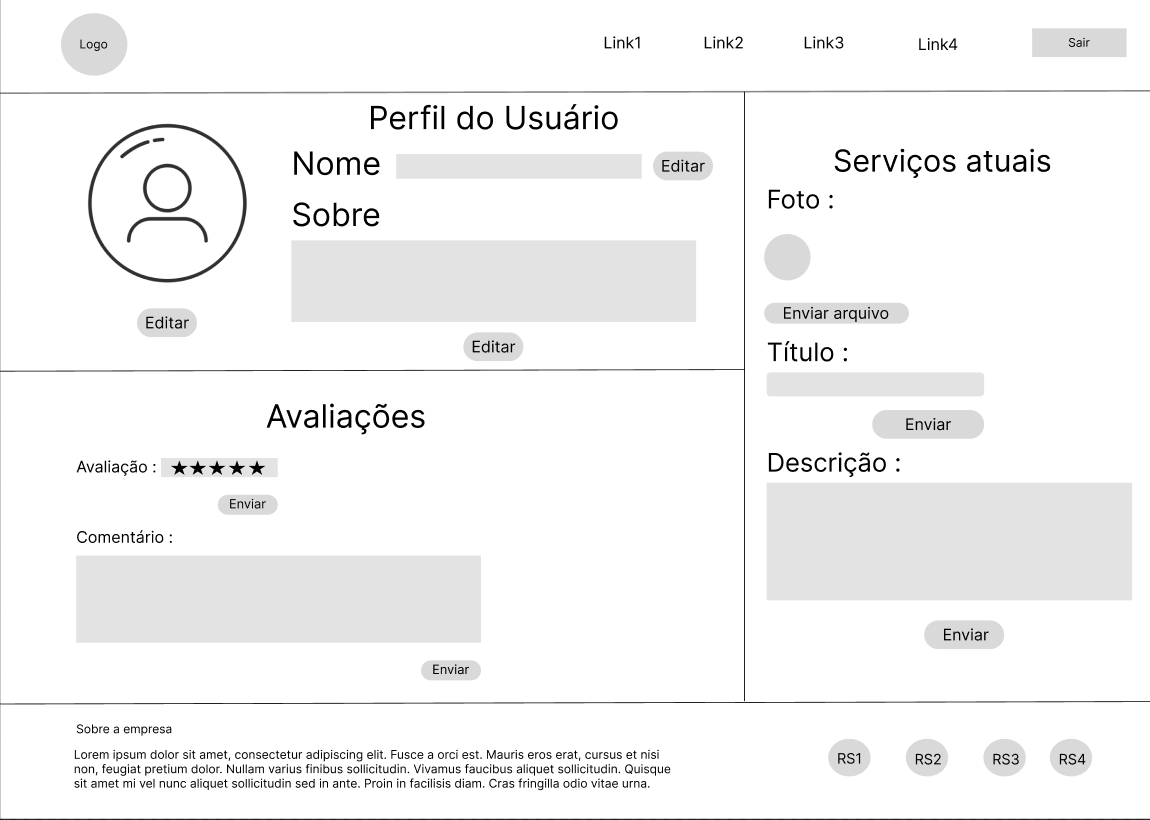 Logo
Link1
Link2
Link3
Link4
Sair
Perfil do Usuário
Nome
Editar
Sobre
Editar
Editar
Avaliações
Avaliação : ★★★★★
Enviar
Comentário :
Enviar
Serviços atuais
Foto :
Enviar arquivo
Título :
Enviar
Descrição :
Enviar
Sobre a empresa
Lorem ipsum dolor sit amet, consectetur adipiscing elit. Fusce a orci est. Mauris eros erat, cursus et nisi
non, feugiat pretium dolor. Nullam varius finibus sollicitudin. Vivamus faucibus aliquet sollicitudin. Quisque
sit amet mi vel nunc aliquet sollicitudin sed in ante. Proin in facilisis diam. Cras fringilla odio vitae urna.
RS1
RS2
RS3
RS4